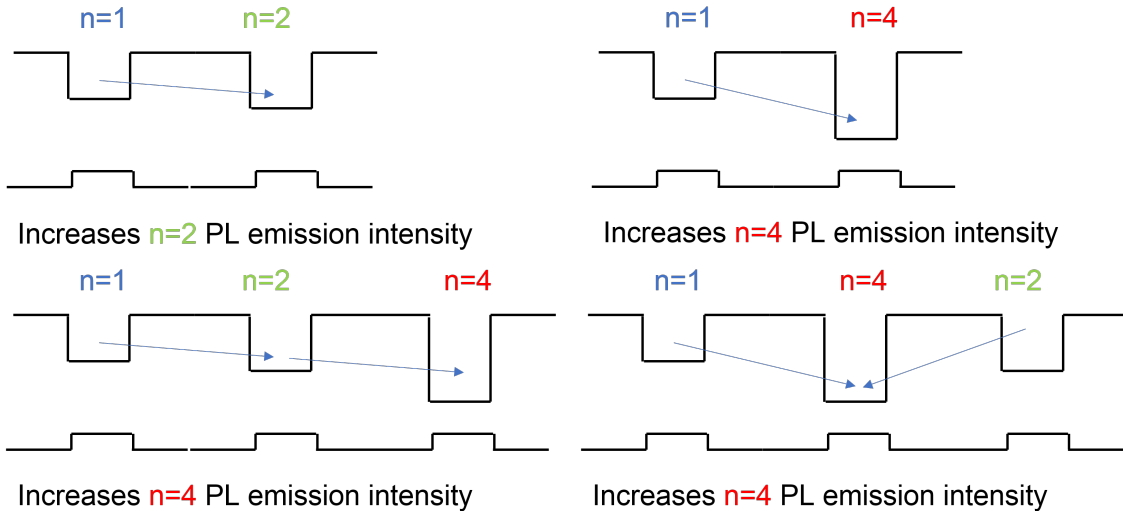 n=1 n=2
n=1 n=4
Increases n=2 PL emission intensity
Increases n=4 PL emission intensity
n=1 n=2 n=4
n=1 n=4 n=2
Increases n=4 PL emission intensity
Increases n=4 PL emission intensity